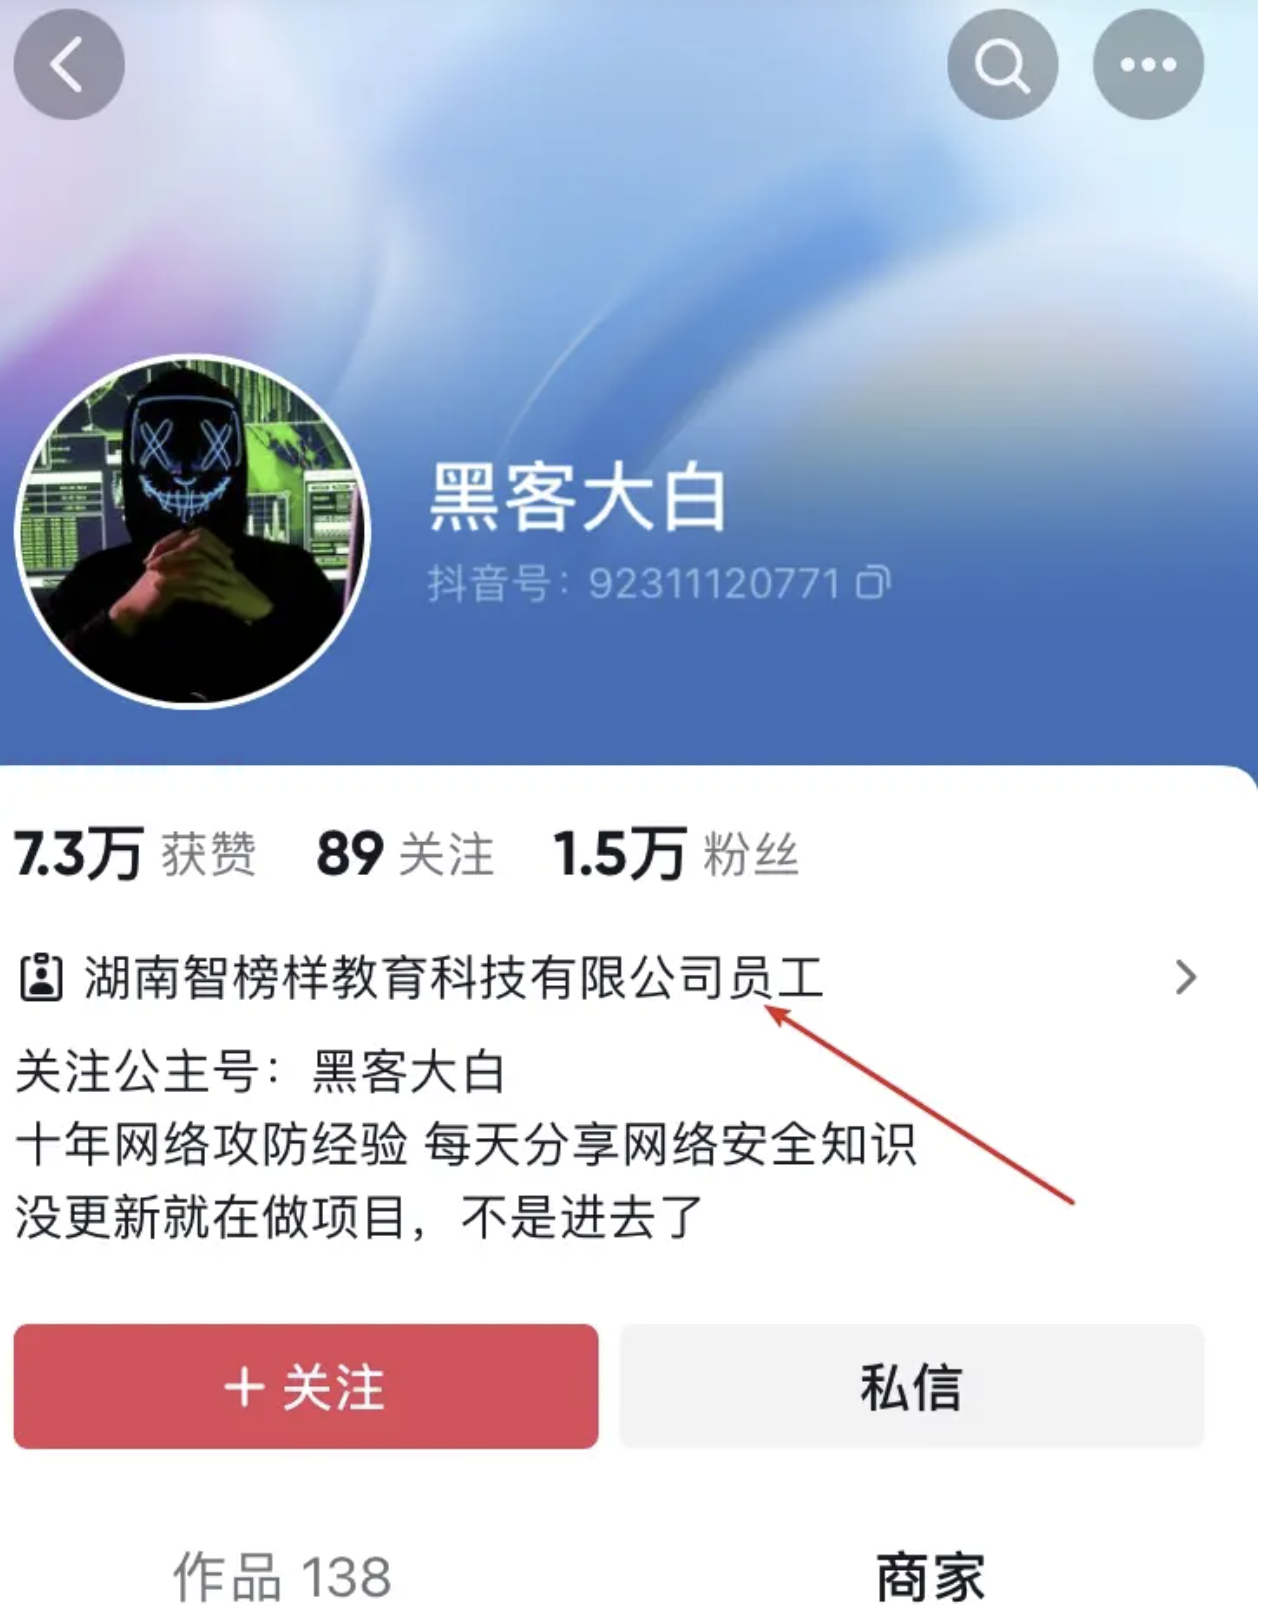 黑客大白
抖音号：92311120771
7.3万 获赞 89 关注 1.5万 粉丝
湖南智榜样教育科技有限公司员工
关注公主号：黑客大白
十年网络攻防经验 每天分享网络安全知识
没更新就在做项目，不是进去了
+ 关注 私信
作品 138 商家